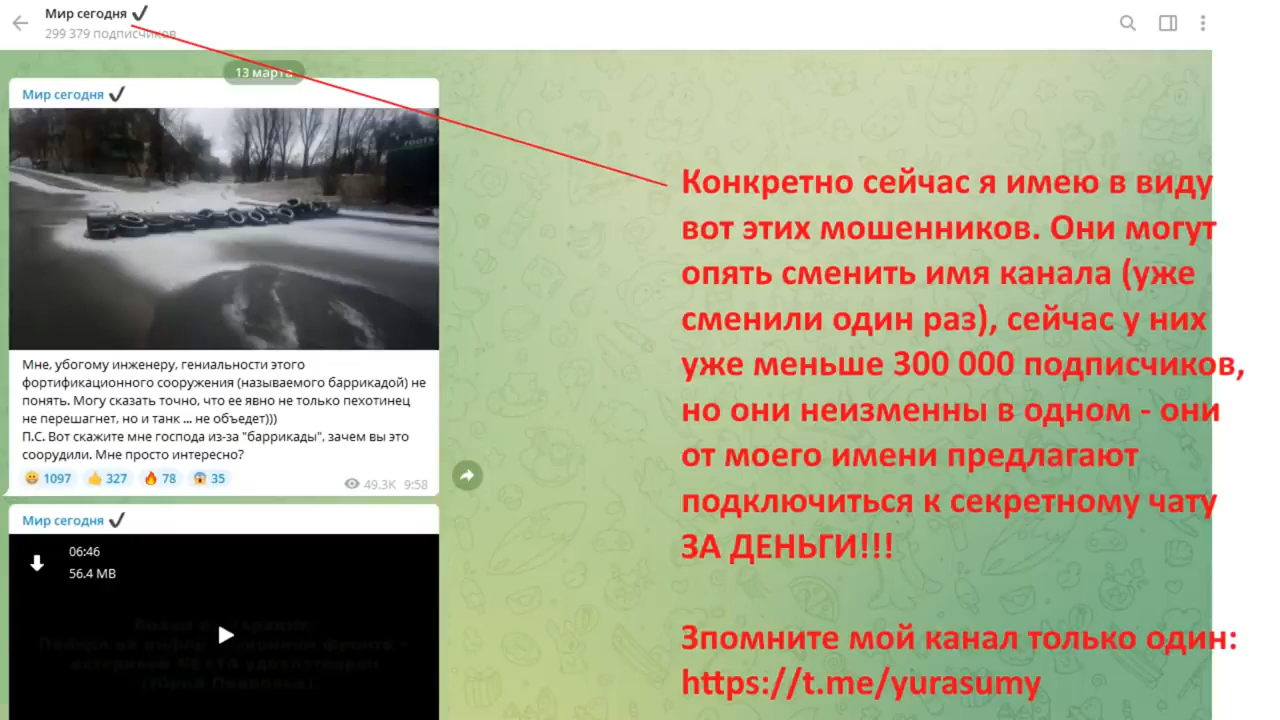 Мир сегодня ✔
299 379 подписчиков
13 марта
Мир сегодня ✔
roots
Мне, убогому инженеру, гениальности этого
фортификационного сооружения (называемого баррикадой) не
понять. Могу сказать точно, что ее явно не только пехотинец
не перешагнет, но и танк ... не объедет)))
П.С. Вот скажите мне господа из-за "баррикады", зачем вы это
соорудили. Мне просто интересно?
😀 1097 👍 327 🔥 78 😱 35 49.3K 9:58
Мир сегодня ✔
06:46
56.4 MB
Конкретно сейчас я имею в виду
вот этих мошенников. Они могут
опять сменить имя канала (уже
сменили один раз), сейчас у них
уже меньше 300 000 подписчиков,
но они неизменны в одном - они
от моего имени предлагают
подключиться к секретному чату
ЗА ДЕНЬГИ!!!
Зпомните мой канал только один:
https://t.me/yurasumy